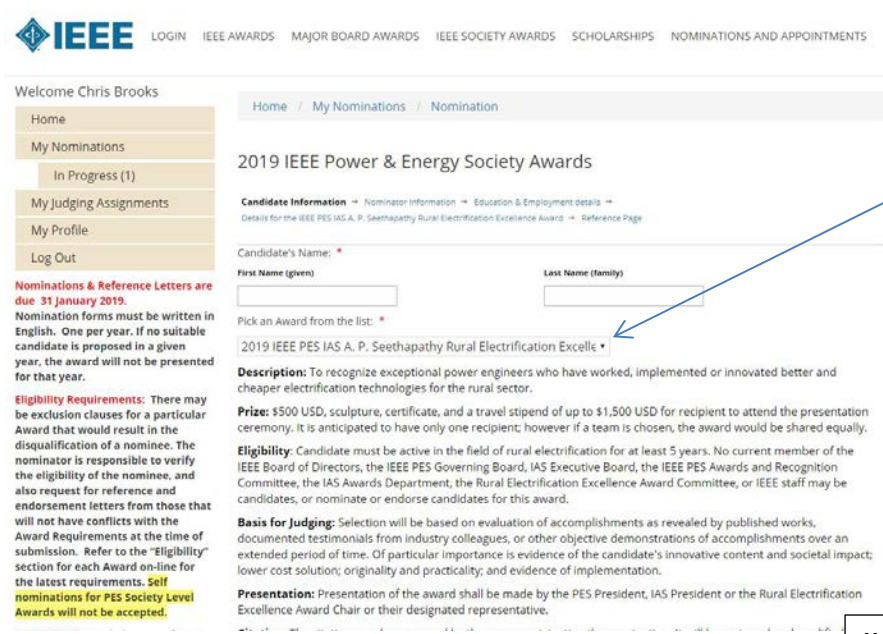 IEEE
LOGIN IEEE AWARDS MAJOR BOARD AWARDS IEEE SOCIETY AWARDS SCHOLARSHIPS NOMINATIONS AND APPOINTMENTS
Welcome Chris Brooks
Home
My Nominations
In Progress (1)
My Judging Assignments
My Profile
Log Out
Nominations & Reference Letters are
due 31 January 2019.
Nomination forms must be written in
English. One per year. If no suitable
candidate is proposed in a given
year, the award will not be presented
for that year.
Eligibility Requirements: There may
be exclusion clauses for a particular
Award that would result in the
disqualification of a nominee. The
nominator is responsible to verify
the eligibility of the nominee, and
also request for reference and
endorsement letters from those that
will not have conflicts with the
Award Requirements at the time of
submission. Refer to the "Eligibility"
section for each Award on-line for
the latest requirements. Self
nominations for PES Society Level
Awards will not be accepted.
Home / My Nominations / Nomination
2019 IEEE Power & Energy Society Awards
Candidate Information → Nominator Information → Education & Employment details →
Details for the IEEE PES IAS A. P. Seethapathy Rural Electrification Excellence Award → Reference Page
Candidate's Name: *
First Name (given) Last Name (family)
Pick an Award from the list: *
2019 IEEE PES IAS A. P. Seethapathy Rural Electrification Excelle
Description: To recognize exceptional power engineers who have worked, implemented or innovated better and
cheaper electrification technologies for the rural sector.
Prize: $500 USD, sculpture, certificate, and a travel stipend of up to $1,500 USD for recipient to attend the presentation
ceremony. It is anticipated to have only one recipient; however if a team is chosen, the award would be shared equally.
Eligibility: Candidate must be active in the field of rural electrification for at least 5 years. No current member of the
IEEE Board of Directors, the IEEE PES Governing Board, IAS Executive Board, the IEEE PES Awards and Recognition
Committee, the IAS Awards Department, the Rural Electrification Excellence Award Committee, or IEEE staff may be
candidates, or nominate or endorse candidates for this award.
Basis for Judging: Selection will be based on evaluation of accomplishments as revealed by published works,
documented testimonials from industry colleagues, or other objective demonstrations of accomplishments over an
extended period of time. Of particular importance is evidence of the candidate's innovative content and societal impact;
lower cost solution; originality and practicality; and evidence of implementation.
Presentation: Presentation of the award shall be made by the PES President, IAS President or the Rural Electrification
Excellence Award Chair or their designated representative.